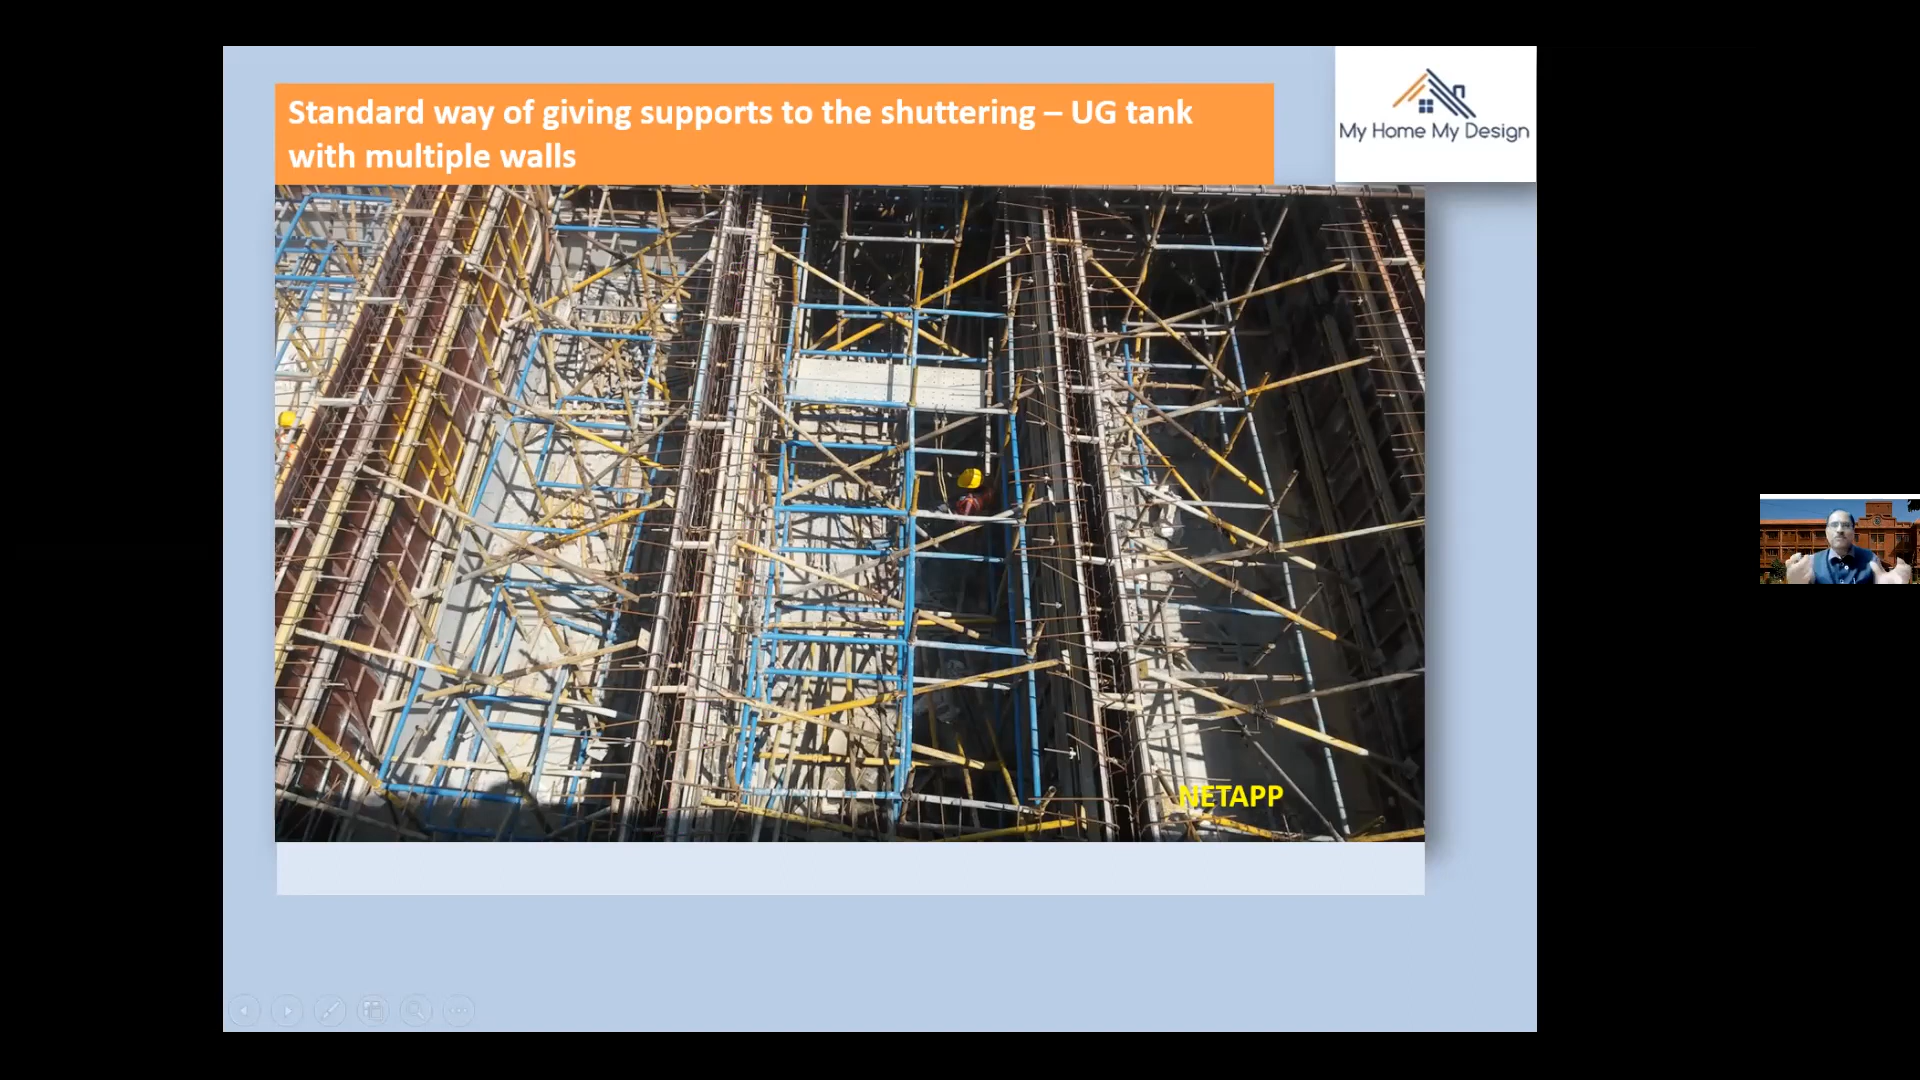 Standard way of giving supports to the shuttering – UG tank
with multiple walls
My Home My Design
NETAPP